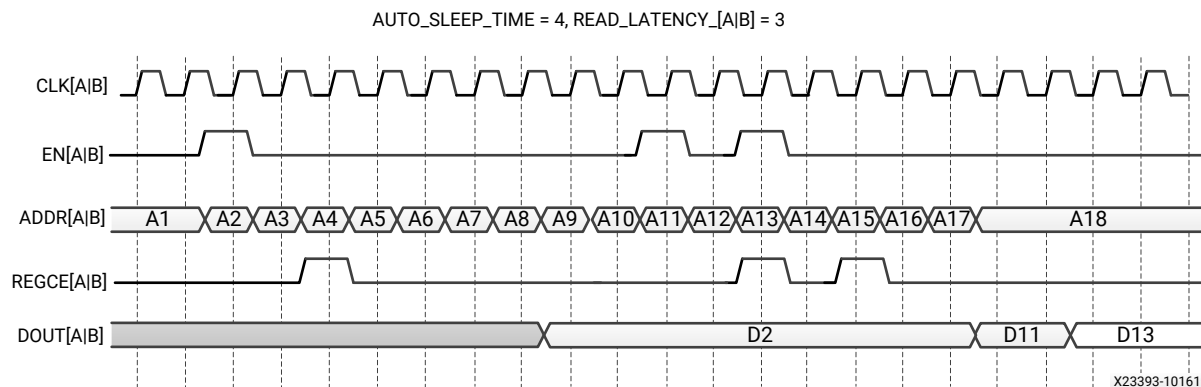 AUTO_SLEEP_TIME = 4, READ_LATENCY_[A|B] = 3
CLK[A|B]
EN[A|B]
ADDR[A|B] A1 A2 A3 A4 A5 A6 A7 A8 A9 A10 A11 A12 A13 A14 A15 A16 A17 A18
REGCE[A|B]
DOUT[A|B] D2 D11 D13
X23393-10161